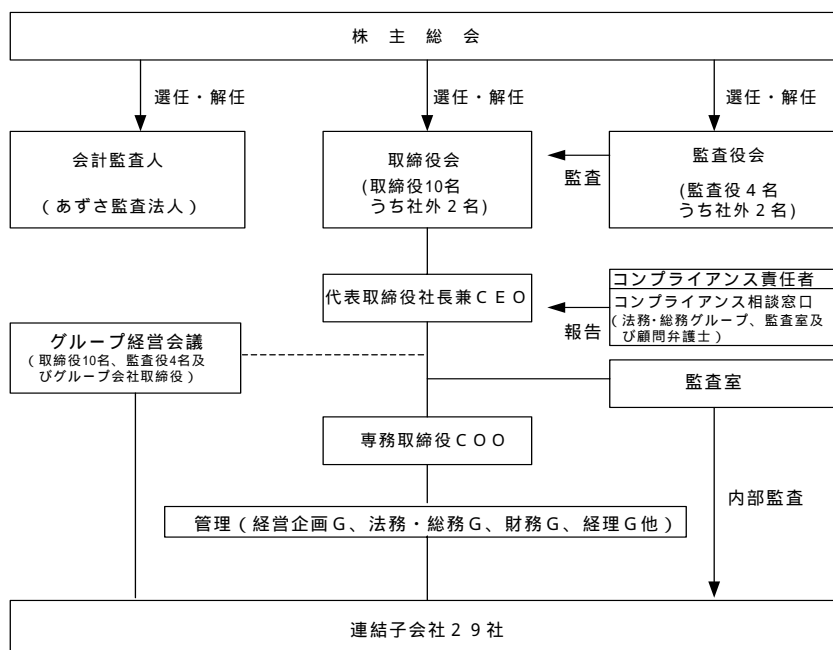 株 主 総 会
選任・解任
選任・解任
選任・解任
会計監査人
（あずさ監査法人）
取締役会
(取締役10名
うち社外２名)
監査
監査役会
(監査役４名
うち社外２名)
代表取締役社長兼ＣＥＯ
報告
コンプライアンス責任者
コンプライアンス相談窓口
（法務･総務グループ、監査室及
び顧問弁護士）
グループ経営会議
（取締役10名、監査役4名及
びグループ会社取締役）
監査室
専務取締役ＣＯＯ
内部監査
管理（経営企画Ｇ、法務・総務Ｇ、財務Ｇ、経理Ｇ他）
連結子会社２９社